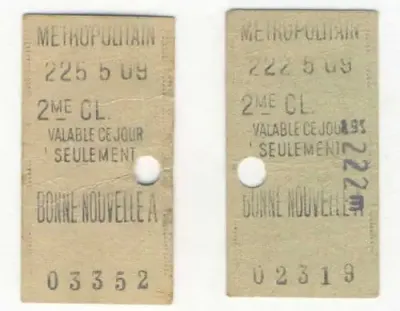 METROPOLITAIN
225 5 09
2ME CL.
VALABLE CE JOUR
SEULEMENT
BONNE NOUVELLE A
03352
METROPOLITAIN
222 5 09
2ME CL.
VALABLE CE JOUR
SEULEMENT
BONNE NOUVELLE
222
02319